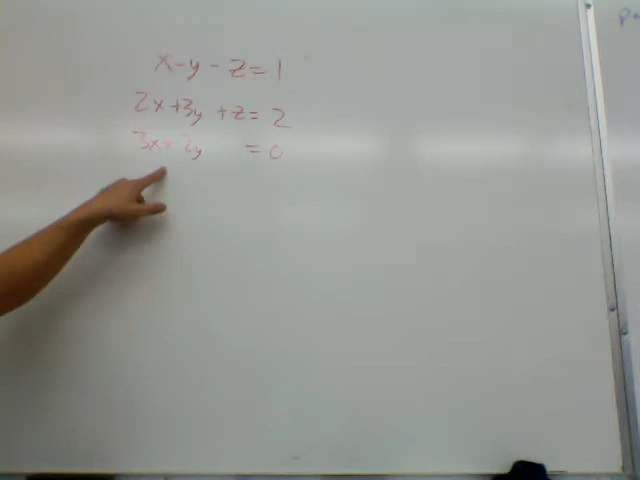 x - y - z = 1
2x + 3y + z = 2
3x + 2y = 0